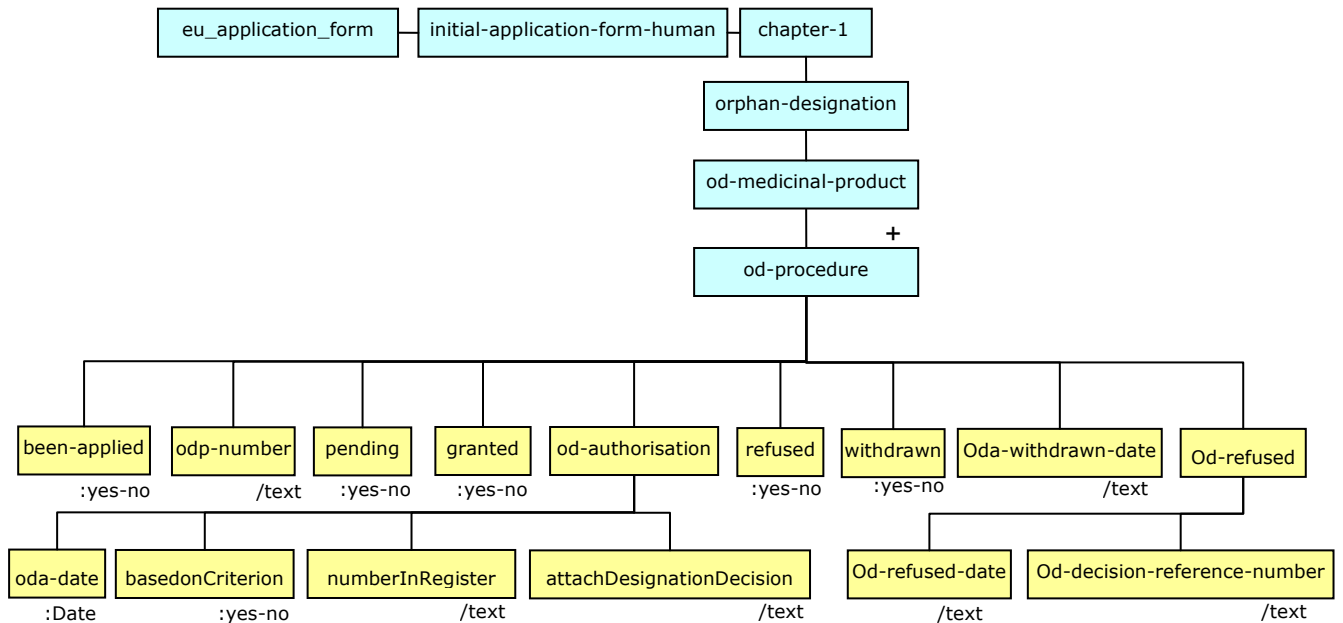 eu_application_form
initial-application-form-human
chapter-1
orphan-designation
od-medicinal-product
+
od-procedure
been-applied
odp-number
pending
granted
od-authorisation
refused
withdrawn
Oda-withdrawn-date
Od-refused
:yes-no
/text
:yes-no
:yes-no
:yes-no
:yes-no
/text
oda-date
basedonCriterion
numberInRegister
attachDesignationDecision
Od-refused-date
Od-decision-reference-number
:Date
:yes-no
/text
/text
/text
/text